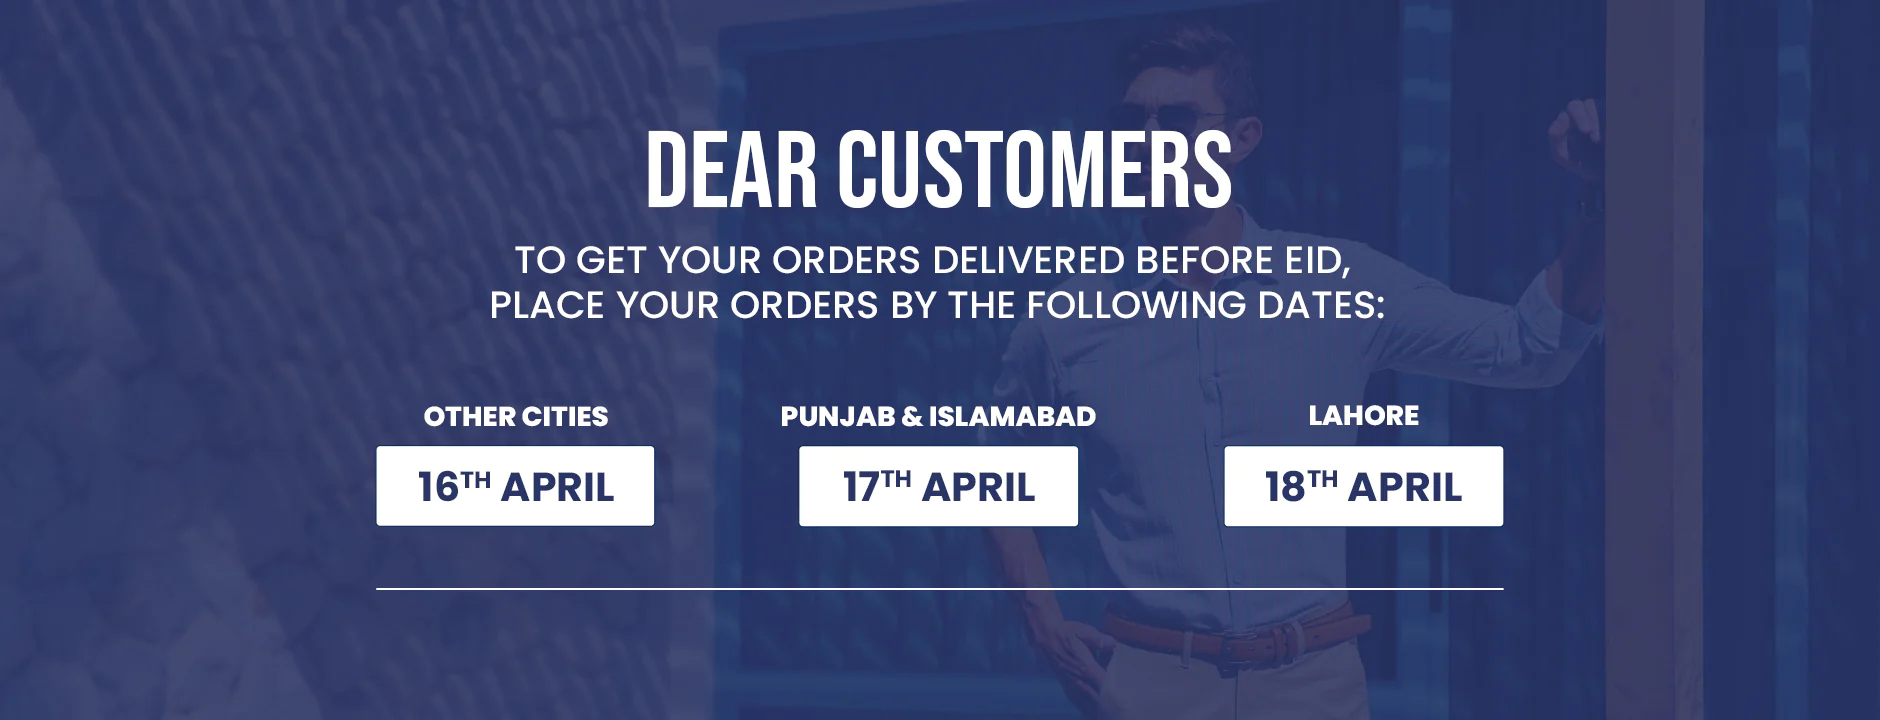 DEAR CUSTOMERS
TO GET YOUR ORDERS DELIVERED BEFORE EID,
PLACE YOUR ORDERS BY THE FOLLOWING DATES:
OTHER CITIES
16TH APRIL
PUNJAB & ISLAMABAD
17TH APRIL
LAHORE
18TH APRIL